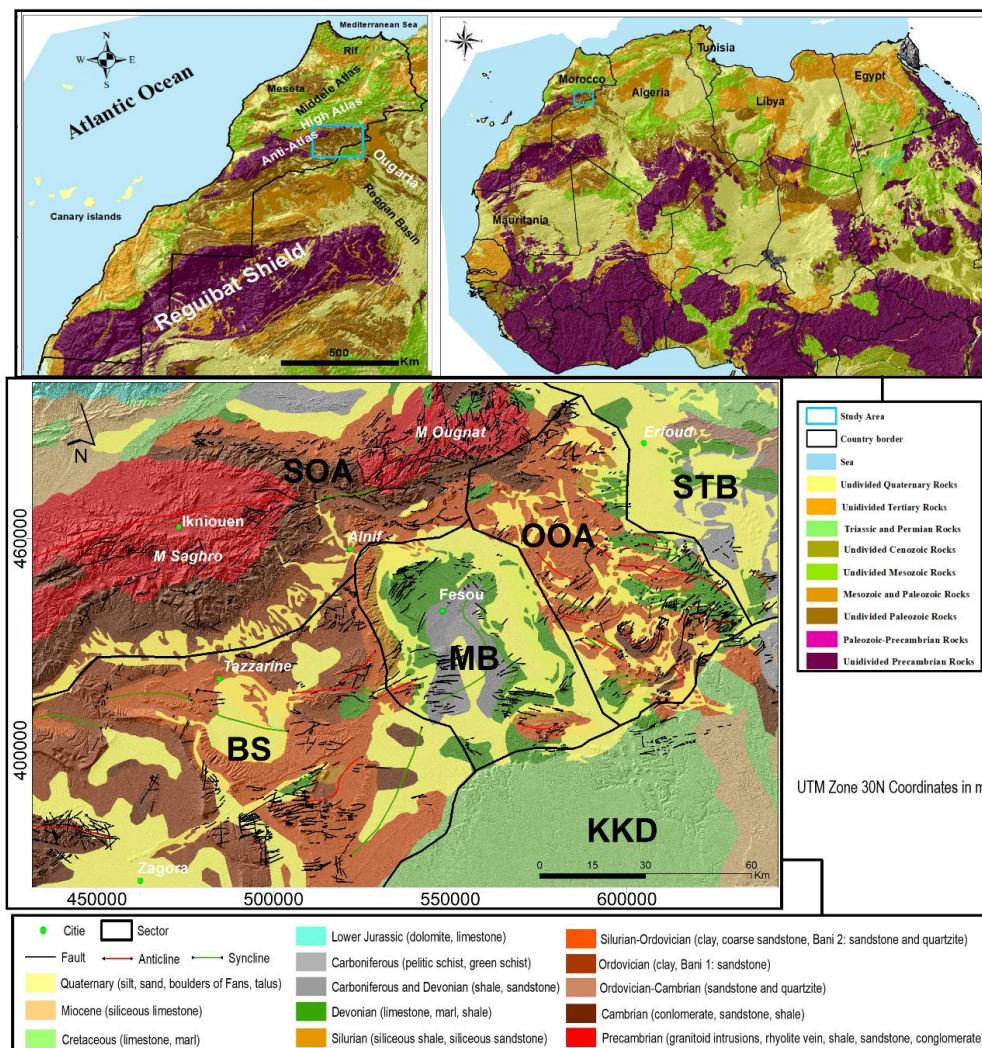 Mediterranean Sea
N
W E
S
Rif
Atlantic Ocean
Meseta
Middele Atlas
High Atlas
Anti-Atlas
Ougarta
Reggan Basin
Canary islands
Reguibat Shield
500
Km
Tunisia
Morocco
Algeria
Libya
Egypt
Mauritania
N
M Ougnat
Erfoud
SOA
STB
Ikniouen
OOA
Alnif
M Saghro
Fesou
MB
Tazzarine
BS
KKD
Zagora
460000
400000
0 15 30 60
Km
450000 500000 550000 600000
Study Area
Country border
Sea
Undivided Quaternary Rocks
Unidivided Tertiary Rocks
Triassic and Permian Rocks
Undivided Cenozoic Rocks
Undivided Mesozoic Rocks
Mesozoic and Paleozoic Rocks
Undivided Paleozoic Rocks
Paleozoic-Precambrian Rocks
Unidivided Precambrian Rocks
UTM Zone 30N Coordinates in m
Citie Sector
Fault Anticline Syncline
Quaternary (silt, sand, boulders of Fans, talus)
Miocene (siliceous limestone)
Cretaceous (limestone, marl)
Lower Jurassic (dolomite, limestone)
Carboniferous (pelitic schist, green schist)
Carboniferous and Devonian (shale, sandstone)
Devonian (limestone, marl, shale)
Silurian (siliceous shale, siliceous sandstone)
Silurian-Ordovician (clay, coarse sandstone, Bani 2: sandstone and quartzite)
Ordovician (clay, Bani 1: sandstone)
Ordovician-Cambrian (sandstone and quartzite)
Cambrian (conlomerate, sandstone, shale)
Precambrian (granitoid intrusions, rhyolite vein, shale, sandstone, conglomerate)